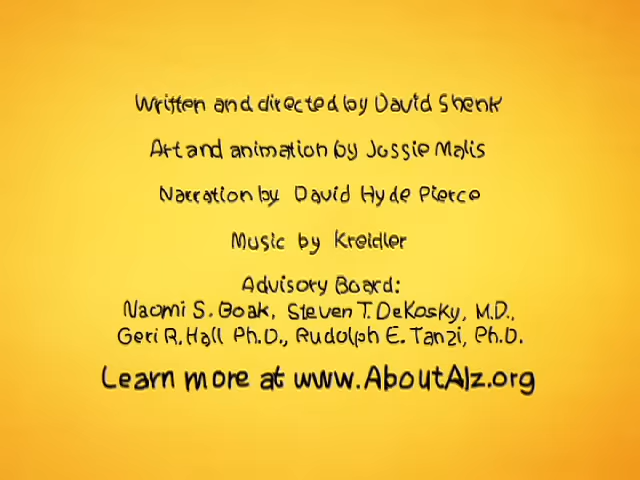 Written and directed by David Shenk
Art and animation by Jossie Malis
Narration by David Hyde Pierce
Music by Kreidler
Advisory Board:
Naomi S. Boak, Steven T. DeKosky, M.D.,
Geri R. Hall Ph.D., Rudolph E. Tanzi, Ph.D.
Learn more at www.AboutAlz.org